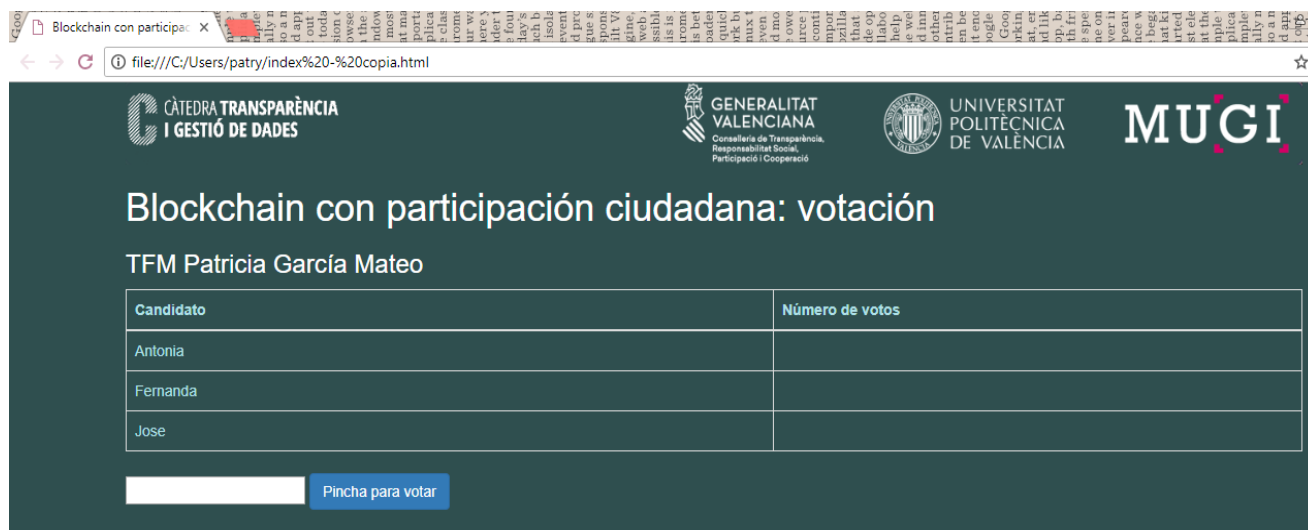 Blockchain con participac
file:///C:/Users/patry/index%20-%20copia.html
CÀTEDRA TRANSPARÈNCIA
I GESTIÓ DE DADES
GENERALITAT
VALENCIANA
Conselleria de Transparència,
Responsabilitat Social,
Participació i Cooperació
UNIVERSITAT
POLITÈCNICA
DE VALÈNCIA
MUGI
Blockchain con participación ciudadana: votación
TFM Patricia García Mateo
Candidato Número de votos
Antonia
Fernanda
Jose
Pincha para votar